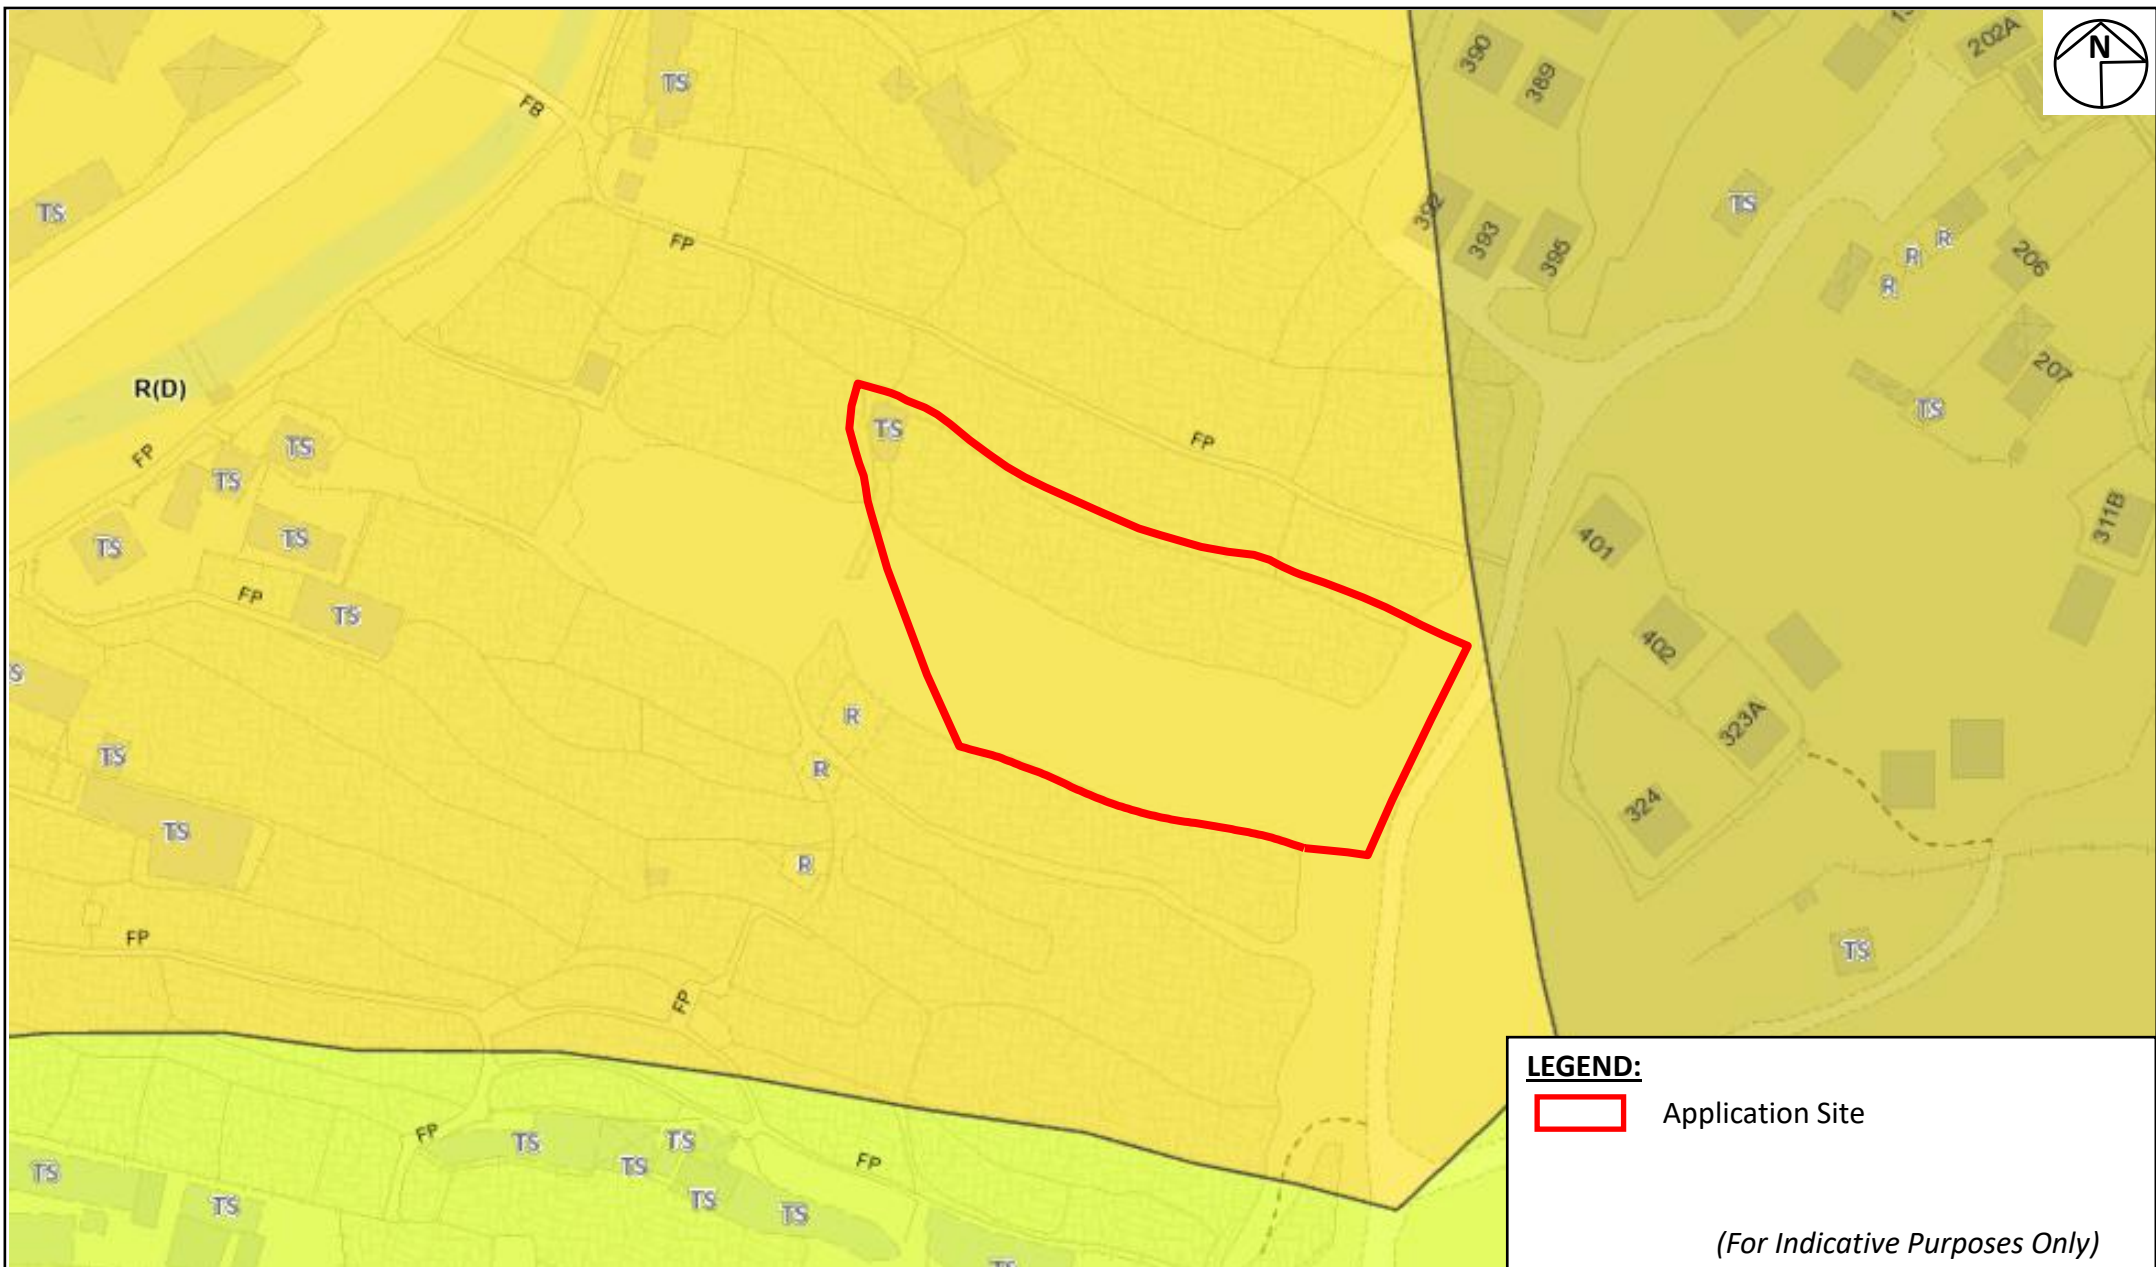 N
390
389
202A
TS
FB
TS
TS
392
393
395
FP
R
R
R
206
R(D)
207
TS
TS
FP
TS
FP
TS
TS
TS
401
311B
FP
TS
402
R
323A
TS
R
324
TS
R
FP
TS
FP
LEGEND:
Application Site
FP
TS
TS
TS
FP
TS
TS
TS
TS
(For Indicative Purposes Only)